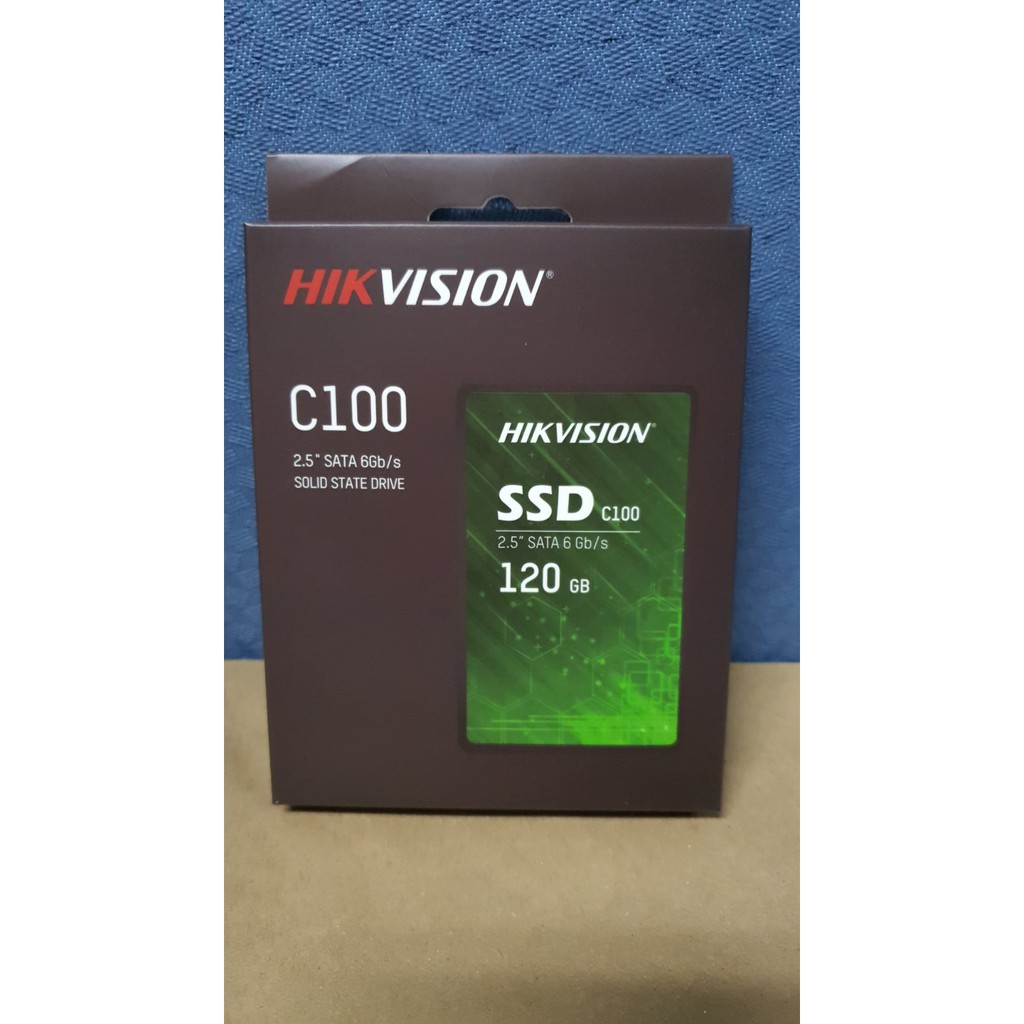 HIKVISION®
C100
2.5" SATA 6Gb/s
SOLID STATE DRIVE
HIKVISION®
SSD C100
2.5" SATA 6 Gb/s
120 GB